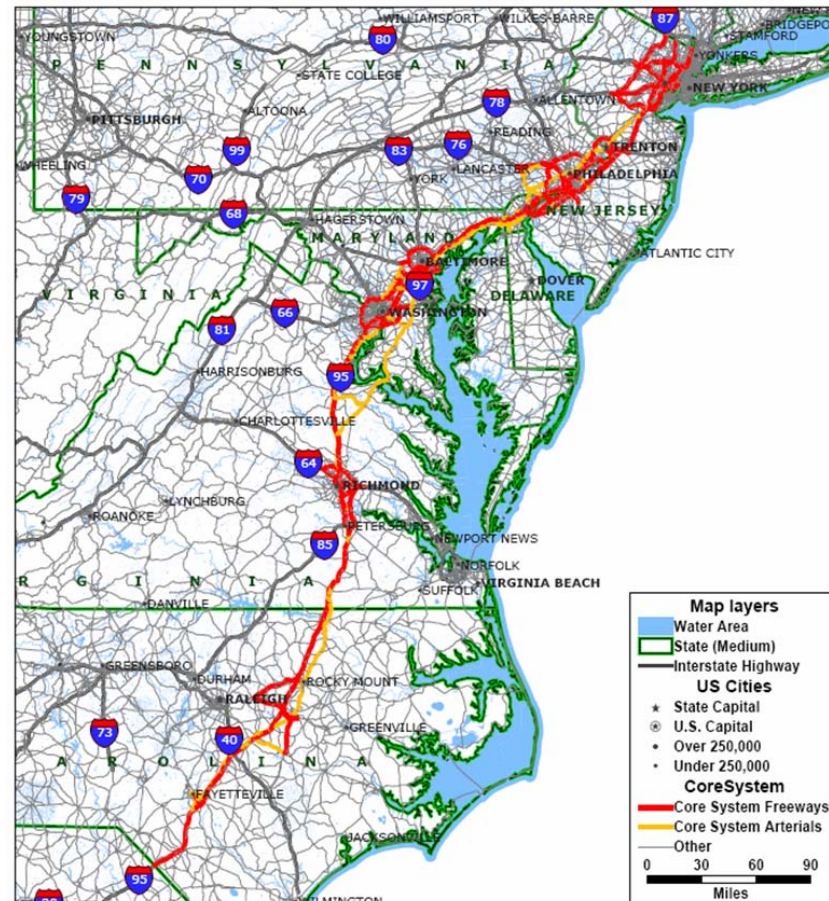 WILLIAMSPORT
WILKES-BARRE
87
BRIDGEPO
STAMFORD
YOUNGSTOWN
80
YONKERS
PENNSYLVANIA
STATE COLLEGE
NEW YORK
ALLENTOWN
78
ALTOONA
PITTSBURGH
READING
99
83
76
TRENTON
WHEELING
70
LANCASTER
YORK
PHILADELPHIA
79
68
HAGERSTOWN
NEW JERSEY
MARYLAND
BALTIMORE
ATLANTIC CITY
97
DOVER
VIRGINIA
DELAWARE
66
WASHINGTON
81
HARRISONBURG
95
CHARLOTTESVILLE
64
RICHMOND
LYNCHBURG
ROANOKE
PETERSBURG
85
NEWPORT NEWS
NORFOLK
RGINIA
VIRGINIA BEACH
SUFFOLK
DANVILLE
GREENSBORO
DURHAM
ROCKY MOUNT
RALEIGH
GREENVILLE
73
40
AROLINA
FAYETTEVILLE
JACKSONVILLE
95
WILMINGTON
Map layers
Water Area
State (Medium)
Interstate Highway
US Cities
State Capital
U.S. Capital
Over 250,000
Under 250,000
CoreSystem
Core System Freeways
Core System Arterials
Other
0 30 60 90
Miles